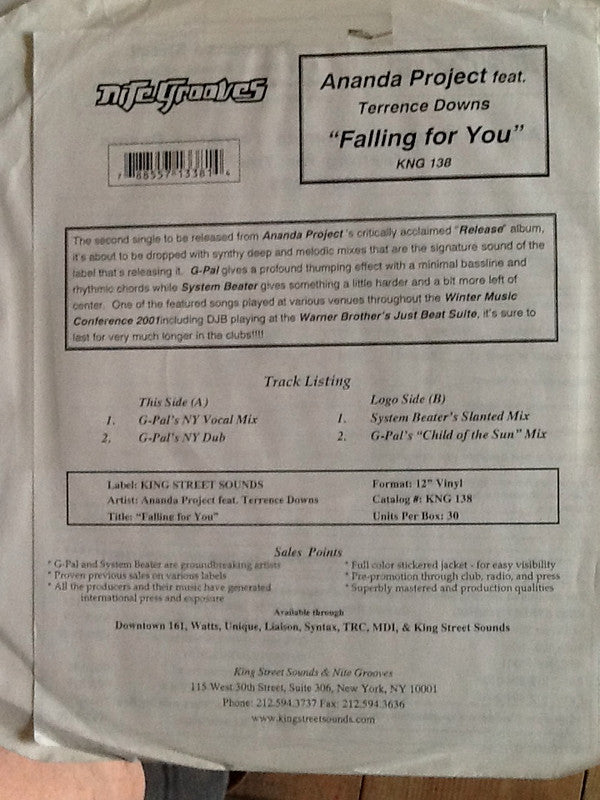 NiteGrooves
Ananda Project feat.
Terrence Downs
"Falling for You"
KNG 138
7 88557 13381 6
The second single to be released from Ananda Project 's critically acclaimed "Release" album,
it's about to be dropped with synthy deep and melodic mixes that are the signature sound of the
label that's releasing it. G-Pal gives a profound thumping effect with a minimal bassline and
rhythmic chords while System Beater gives something a little harder and a bit more left of
center. One of the featured songs played at various venues throughout the Winter Music
Conference 2001including DJB playing at the Warner Brother's Just Beat Suite, it's sure to
last for very much longer in the clubs!!!!
Track Listing
This Side (A)
1. G-Pal's NY Vocal Mix
2. G-Pal's NY Dub
Logo Side (B)
1. System Beater's Slanted Mix
2. G-Pal's "Child of the Sun" Mix
Label: KING STREET SOUNDS
Artist: Ananda Project feat. Terrence Downs
Title: "Falling for You"
Format: 12" Vinyl
Catalog #: KNG 138
Units Per Box: 30
Sales Points
* G-Pal and System Beater are groundbreaking artists
* Proven previous sales on various labels
* All the producers and their music have generated
international press and exposure
* Full color stickered jacket - for easy visibility
* Pre-promotion through club, radio, and press
* Superbly mastered and production qualities
Available through
Downtown 161, Watts, Unique, Liaison, Syntax, TRC, MDI, & King Street Sounds
King Street Sounds & Nite Grooves
115 West 30th Street, Suite 306, New York, NY 10001
Phone: 212.594.3737 Fax: 212.594.3636
www.kingstreetsounds.com